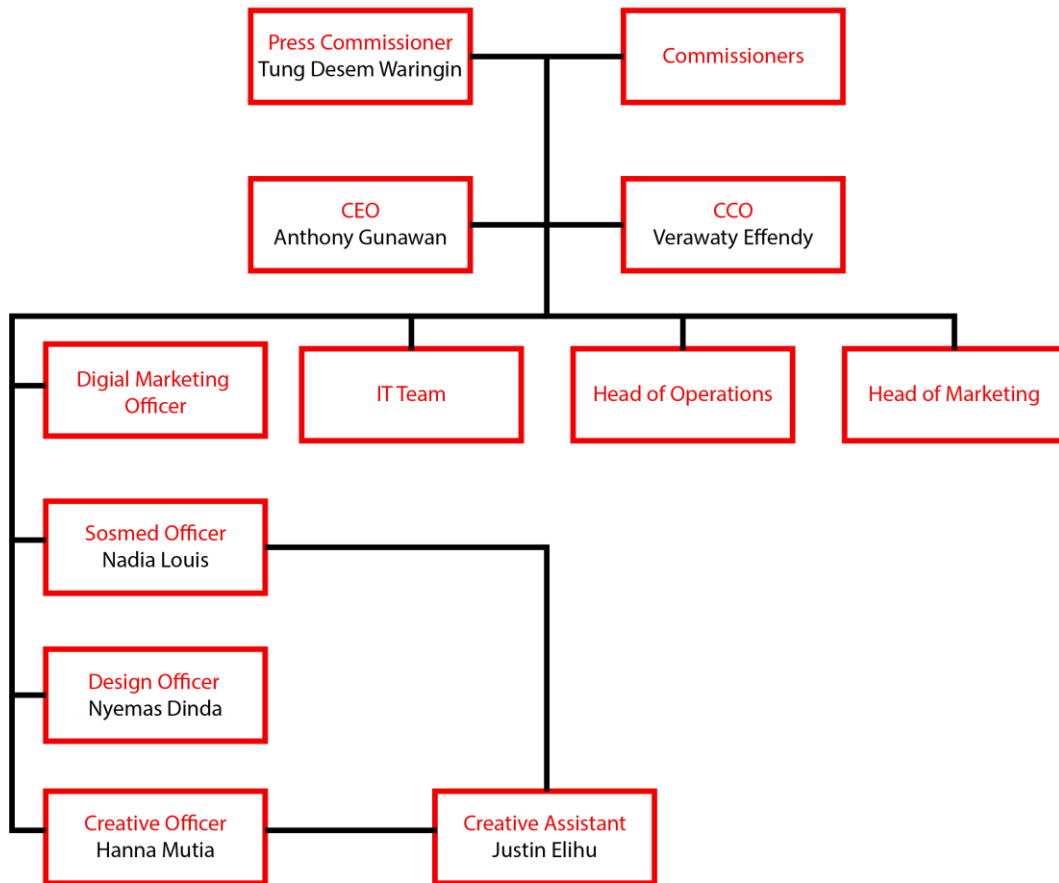 Press Commissioner
Tung Desem Waringin
Commissioners
CEO
Anthony Gunawan
CCO
Verawaty Effendy
Digial Marketing
Officer
IT Team
Head of Operations
Head of Marketing
Sosmed Officer
Nadia Louis
Design Officer
Nyemas Dinda
Creative Officer
Hanna Mutia
Creative Assistant
Justin Elihu